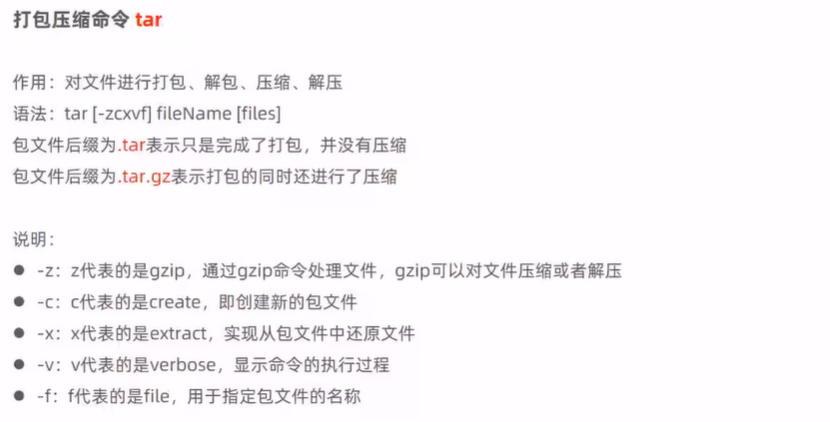 打包压缩命令 tar
作用：对文件进行打包、解包、压缩、解压
语法：tar [-zcxvf] fileName [files]
包文件后缀为.tar表示只是完成了打包，并没有压缩
包文件后缀为.tar.gz表示打包的同时还进行了压缩
说明：
● -z：z代表的是gzip，通过gzip命令处理文件，gzip可以对文件压缩或者解压
● -c：c代表的是create，即创建新的包文件
● -x：x代表的是extract，实现从包文件中还原文件
● -v：v代表的是verbose，显示命令的执行过程
● -f：f代表的是file，用于指定包文件的名称